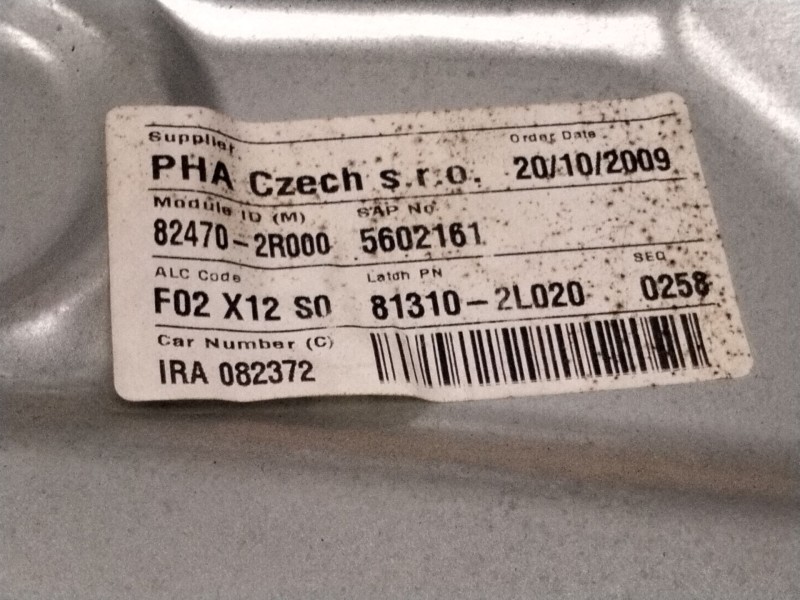 Supplier Order Date
PHA Czech s.r.o. 20/10/2009
Module ID (M) SAP No
82470-2R000 5602161
ALC Code Latch PN SEQ
F02 X12 S0 81310-2L020 0258
Car Number (C)
IRA 082372